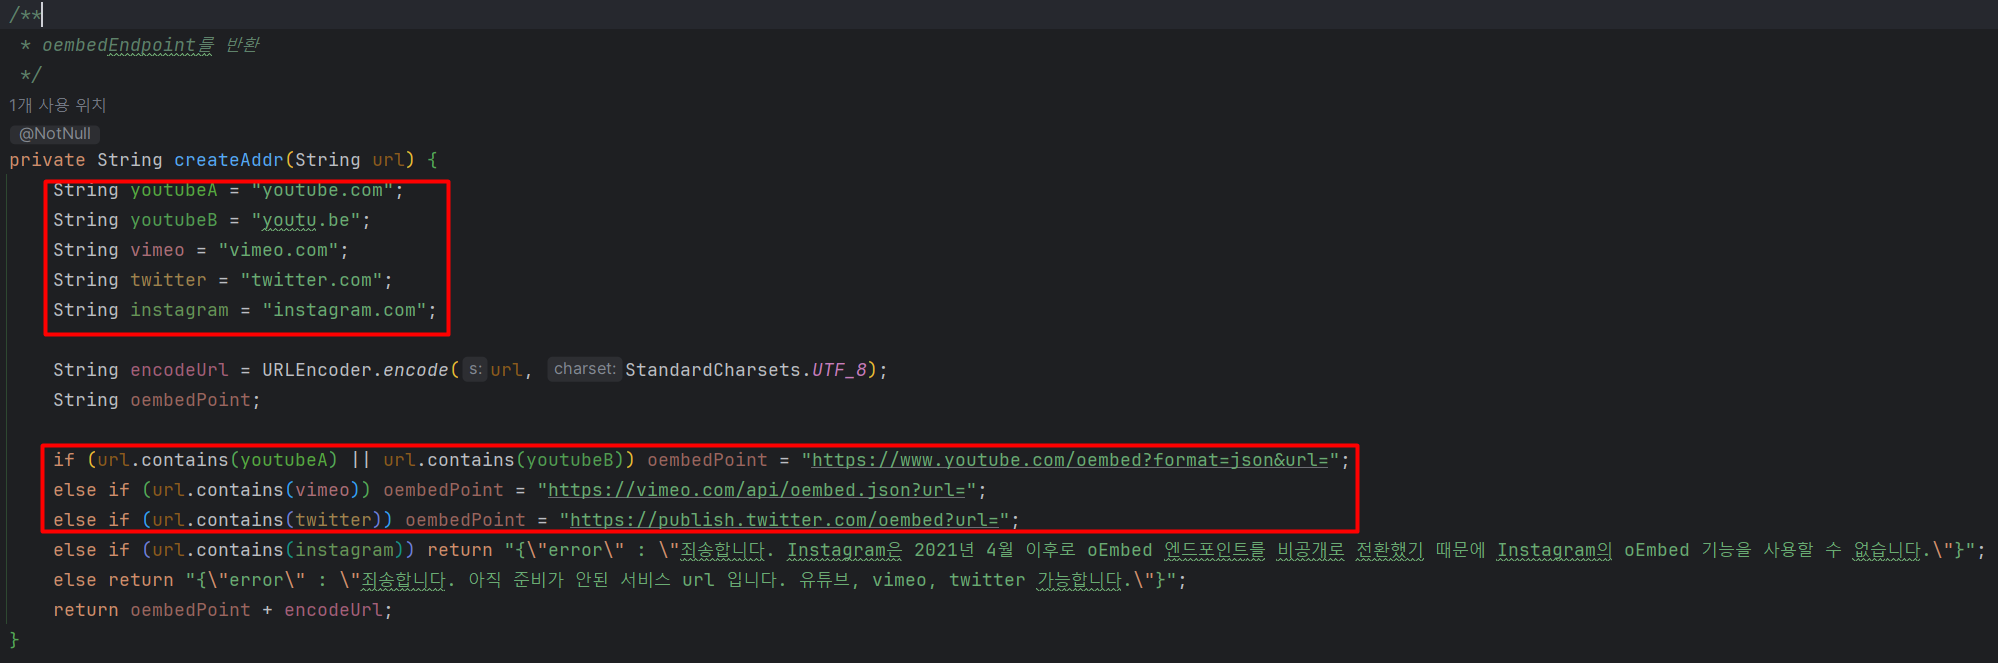 /**
 * oembedEndpoint를 반환
 */
1개 사용 위치
@NotNull
private String createAddr(String url) {
    String youtubeA = "youtube.com";
    String youtubeB = "youtu.be";
    String vimeo = "vimeo.com";
    String twitter = "twitter.com";
    String instagram = "instagram.com";
    String encodeUrl = URLEncoder.encode( s: url, charset: StandardCharsets.UTF_8);
    String oembedPoint;
    if (url.contains(youtubeA) || url.contains(youtubeB)) oembedPoint = "https://www.youtube.com/oembed?format=json&url=";
    else if (url.contains(vimeo)) oembedPoint = "https://vimeo.com/api/oembed.json?url=";
    else if (url.contains(twitter)) oembedPoint = "https://publish.twitter.com/oembed?url=";
    else if (url.contains(instagram)) return "{\"error\" : \"죄송합니다. Instagram은 2021년 4월 이후로 oEmbed 엔드포인트를 비공개로 전환했기 때문에 Instagram의 oEmbed 기능을 사용할 수 없습니다.\"}";
    else return "{\"error\" : \"죄송합니다. 아직 준비가 안된 서비스 url 입니다. 유튜브, vimeo, twitter 가능합니다.\"}";
    return oembedPoint + encodeUrl;
}